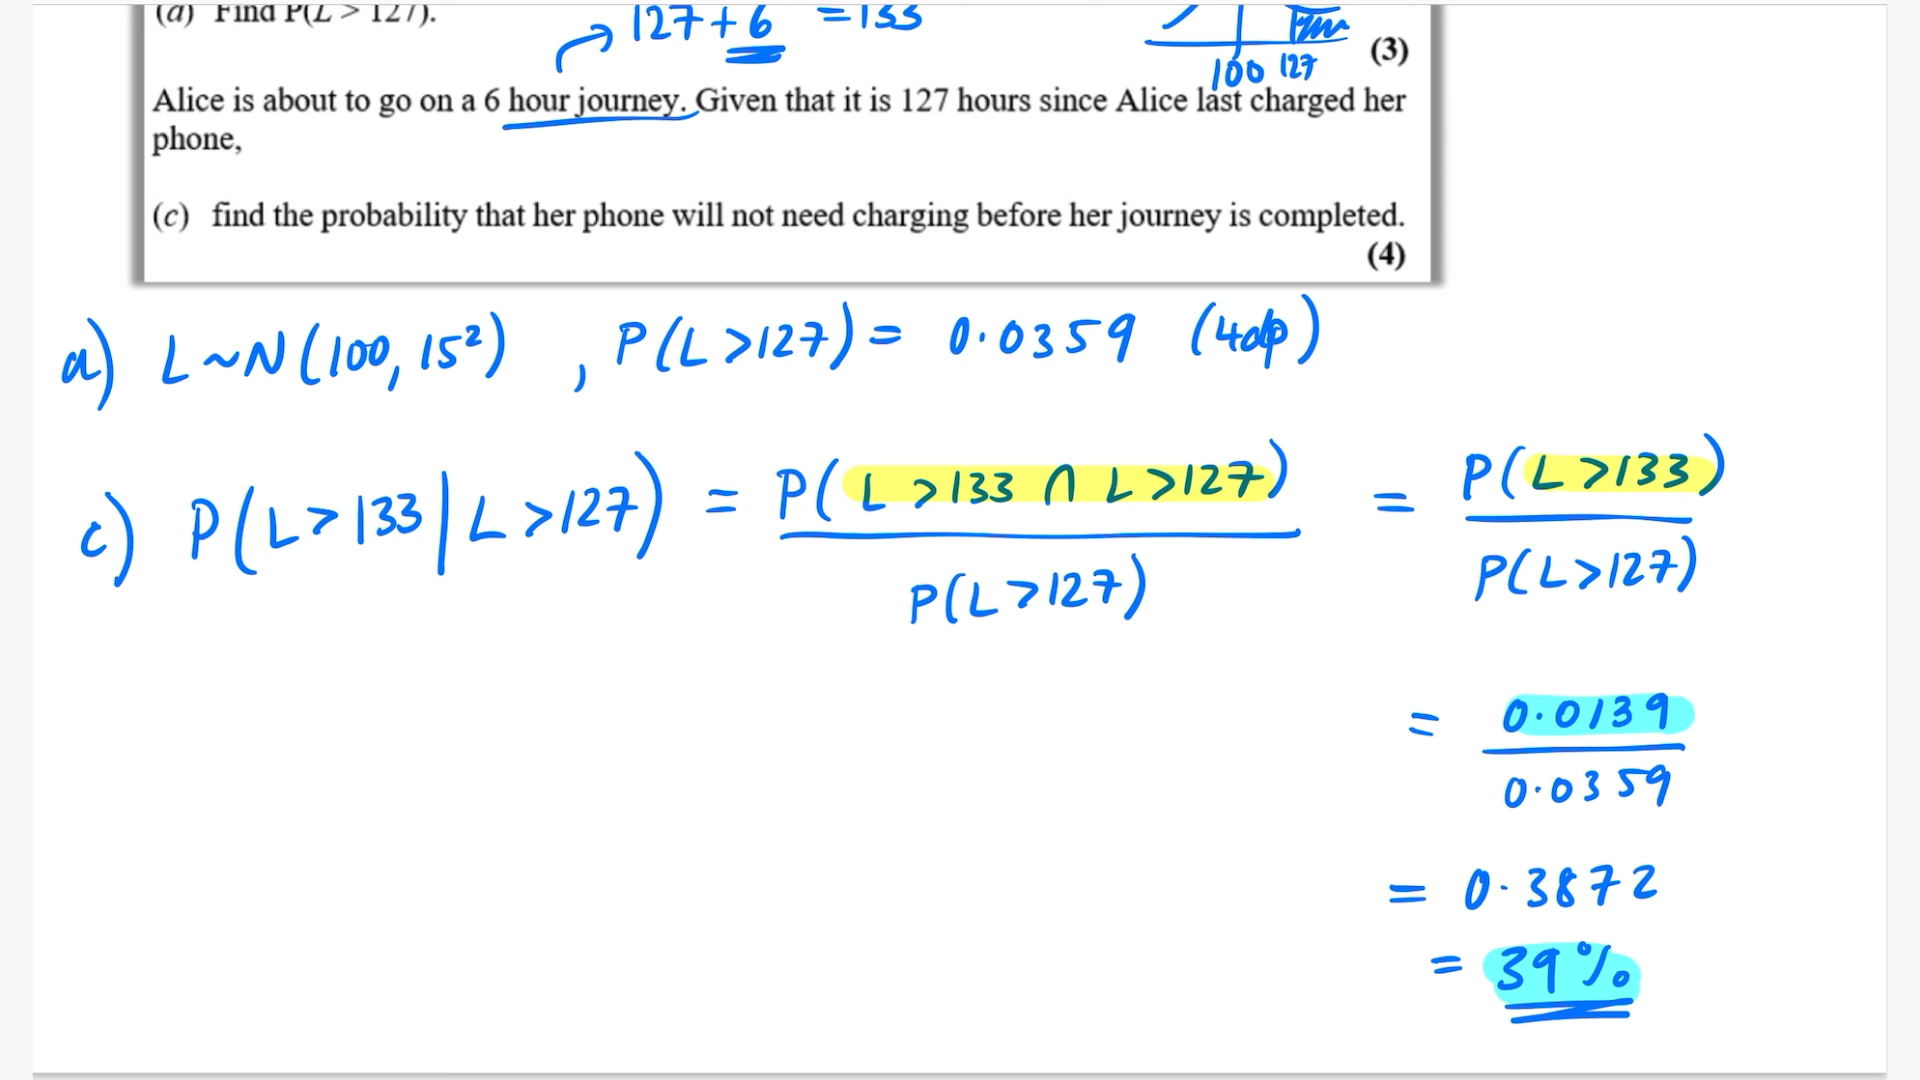 (a) Find P(L > 127).
127+6 =133
(3)
100 127
Alice is about to go on a 6 hour journey. Given that it is 127 hours since Alice last charged her
phone,
(c) find the probability that her phone will not need charging before her journey is completed.
(4)
a) L~N(100, 15²) , P(L>127) = 0.0359 (4dp)
c) P(L>133|L>127) = P(L>133 ∩ L>127) / P(L>127) = P(L>133) / P(L>127)
= 0.0139 / 0.0359
= 0.3872
= 39%